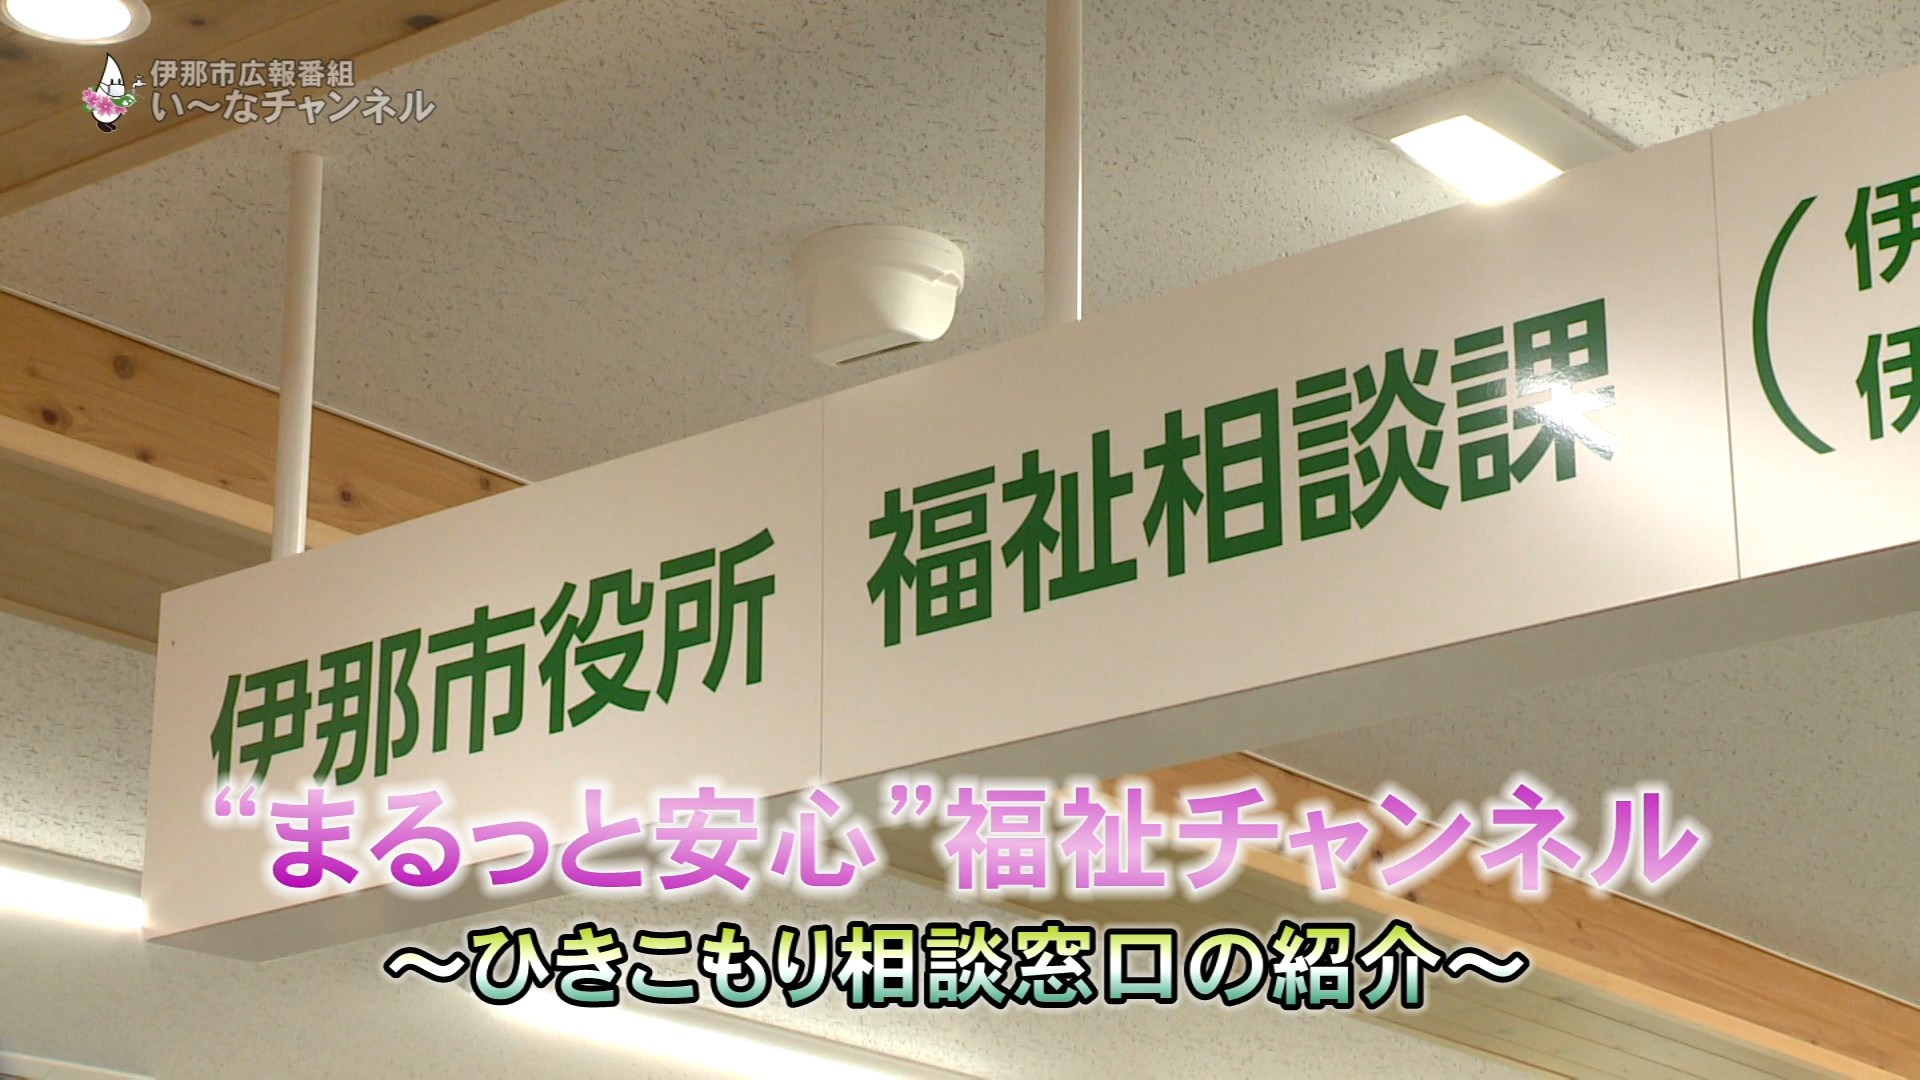 伊那市広報番組
い～なチャンネル
伊那市役所 福祉相談課 （伊
伊
“まるっと安心”福祉チャンネル
～ひきこもり相談窓口の紹介～